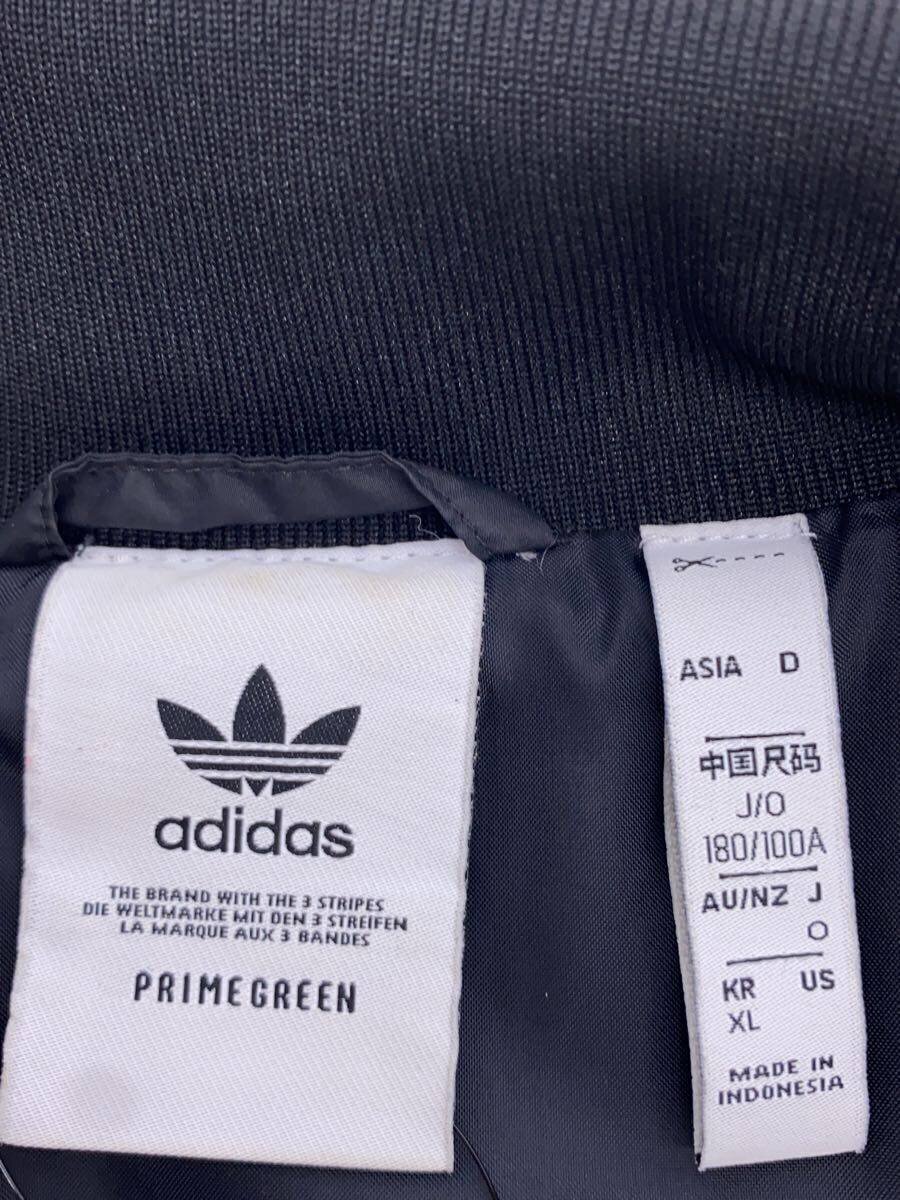 adidas
THE BRAND WITH THE 3 STRIPES
DIE WELTMARKE MIT DEN 3 STREIFEN
LA MARQUE AUX 3 BANDES
PRIMEGREEN
ASIA D
中国尺码
J/O
180/100A
AU/NZ J
O
KR US
XL
MADE IN
INDONESIA